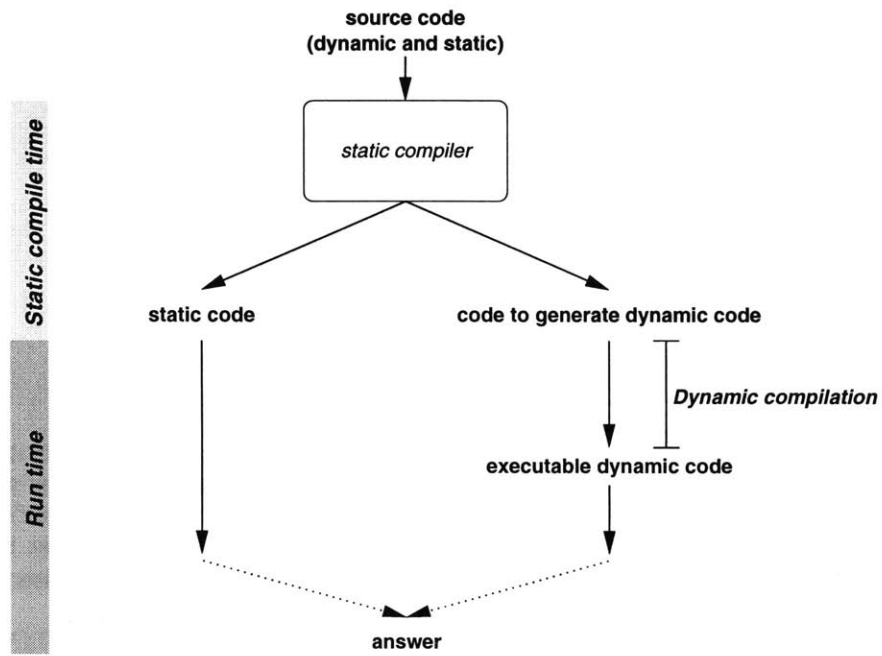 source code
(dynamic and static)
static compiler
Static compile time
static code
code to generate dynamic code
Dynamic compilation
Run time
executable dynamic code
answer